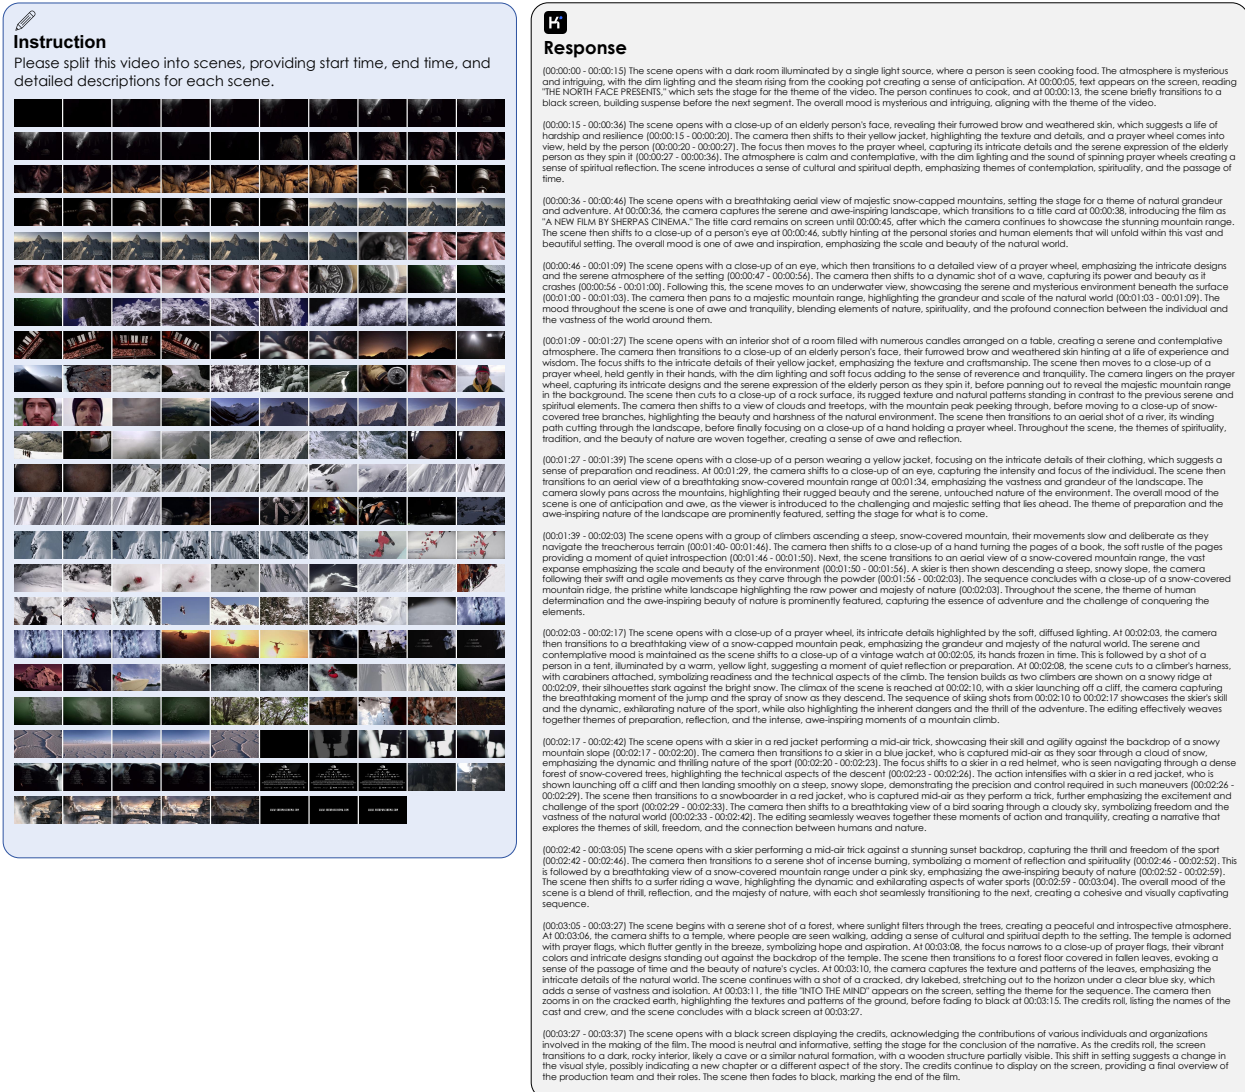 Instruction
Please split this video into scenes, providing start time, end time, and
detailed descriptions for each scene.
K
Response
(00:00:00 - 00:00:15) The scene opens with a dark room illuminated by a single light source, where a person is seen cooking food. The atmosphere is mysterious
and intriguing, with the dim lighting and the steam rising from the cooking pot creating a sense of anticipation. At 00:00:05, text appears on the screen, reading
"THE NORTH FACE PRESENTS," which sets the stage for the theme of the video. The person continues to cook, and at 00:00:13, the scene briefly transitions to a
black screen, building suspense before the next segment. The overall mood is mysterious and intriguing, aligning with the theme of the video.
(00:00:15 - 00:00:36) The scene opens with a close-up of an elderly person's face, revealing their furrowed brow and weathered skin, which suggests a life of
hardship and resilience (00:00:15 - 00:00:20). The camera then shifts to their yellow jacket, highlighting the texture and details, and a prayer wheel comes into
view, held by the person (00:00:20 - 00:00:27). The focus then moves to the prayer wheel, capturing its intricate details and the serene expression of the elderly
person as they spin it (00:00:27 - 00:00:36). The atmosphere is calm and contemplative, with the dim lighting and the sound of spinning prayer wheels creating a
sense of spiritual reflection. The scene introduces a sense of cultural and spiritual depth, emphasizing themes of contemplation, spirituality, and the passage of
time.
(00:00:36 - 00:00:46) The scene opens with a breathtaking aerial view of majestic snow-capped mountains, setting the stage for a theme of natural grandeur
and adventure. At 00:00:36, the camera captures the serene and awe-inspiring landscape, which transitions to a title card at 00:00:38, introducing the film as
"A NEW FILM BY SHERPAS CINEMA." The title card remains on screen until 00:00:45, after which the camera continues to showcase the stunning mountain range.
The scene then shifts to a close-up of a person's eye at 00:00:46, subtly hinting at the personal stories and human elements that will unfold within this vast and
beautiful setting. The overall mood is one of awe and inspiration, emphasizing the scale and beauty of the natural world.
(00:00:46 - 00:01:09) The scene opens with a close-up of an eye, which then transitions to a detailed view of a prayer wheel, emphasizing the intricate designs
and the serene atmosphere of the setting (00:00:47 - 00:00:56). The camera then shifts to a dynamic shot of a wave, capturing its power and beauty as it
crashes (00:00:56 - 00:01:00). Following this, the scene moves to an underwater view, showcasing the serene and mysterious environment beneath the surface
(00:01:00 - 00:01:03). The camera then pans to a majestic mountain range, highlighting the grandeur and scale of the natural world (00:01:03 - 00:01:09). The
mood throughout the scene is one of awe and tranquility, blending elements of nature, spirituality, and the profound connection between the individual and
the vastness of the world around them.
(00:01:09 - 00:01:27) The scene opens with an interior shot of a room filled with numerous candles arranged on a table, creating a serene and contemplative
atmosphere. The camera then transitions to a close-up of an elderly person's face, their furrowed brow and weathered skin hinting at a life of experience and
wisdom. The focus shifts to the intricate details of their yellow jacket, emphasizing the texture and craftsmanship. The scene then moves to a close-up of a
prayer wheel, held gently in their hands, with the dim lighting and soft focus adding to the sense of reverence and tranquility. The camera lingers on the prayer
wheel, capturing its intricate designs and the serene expression of the elderly person as they spin it, before panning out to reveal the majestic mountain range
in the background. The scene then cuts to a close-up of a rock surface, its rugged texture and natural patterns standing in contrast to the previous serene and
spiritual elements. The camera then shifts to a view of clouds and treetops, with the mountain peak peeking through, before moving to a close-up of snow-
covered tree branches, highlighting the beauty and harshness of the natural environment. The scene then transitions to an aerial shot of a river, its winding
path cutting through the landscape, before finally focusing on a close-up of a hand holding a prayer wheel. Throughout the scene, the themes of spirituality,
tradition, and the beauty of nature are woven together, creating a sense of awe and reflection.
(00:01:27 - 00:01:39) The scene opens with a close-up of a person wearing a yellow jacket, focusing on the intricate details of their clothing, which suggests a
sense of preparation and readiness. At 00:01:29, the camera shifts to a close-up of an eye, capturing the intensity and focus of the individual. The scene then
transitions to an aerial view of a breathtaking snow-covered mountain range at 00:01:34, emphasizing the vastness and grandeur of the landscape. The
camera slowly pans across the mountains, highlighting their rugged beauty and the serene, untouched nature of the environment. The overall mood of the
scene is one of anticipation and awe, as the viewer is introduced to the challenging and majestic setting that lies ahead. The theme of preparation and the
awe-inspiring nature of the landscape are prominently featured, setting the stage for what is to come.
(00:01:39 - 00:02:03) The scene opens with a group of climbers ascending a steep, snow-covered mountain, their movements slow and deliberate as they
navigate the treacherous terrain (00:01:40- 00:01:46). The camera then shifts to a close-up of a hand turning the pages of a book, the soft rustle of the pages
providing a moment of quiet introspection (00:01:46 - 00:01:50). Next, the scene transitions to an aerial view of a snow-covered mountain range, the vast
expanse emphasizing the scale and beauty of the environment (00:01:50 - 00:01:56). A skier is then shown descending a steep, snowy slope, the camera
following their swift and agile movements as they carve through the powder (00:01:56 - 00:02:03). The sequence concludes with a close-up of a snow-covered
mountain ridge, the pristine white landscape highlighting the raw power and majesty of nature (00:02:03). Throughout the scene, the theme of human
determination and the awe-inspiring beauty of nature is prominently featured, capturing the essence of adventure and the challenge of conquering the
elements.
(00:02:03 - 00:02:17) The scene opens with a close-up of a prayer wheel, its intricate details highlighted by the soft, diffused lighting. At 00:02:03, the camera
then transitions to a breathtaking view of a snow-capped mountain peak, emphasizing the grandeur and majesty of the natural world. The serene and
contemplative mood is maintained as the scene shifts to a close-up of a vintage watch at 00:02:05, its hands frozen in time. This is followed by a shot of a
person in a tent, illuminated by a warm, yellow light, suggesting a moment of quiet reflection or preparation. At 00:02:08, the scene cuts to a climber's harness,
with carabiners attached, symbolizing readiness and the technical aspects of the climb. The tension builds as two climbers are shown on a snowy ridge at
00:02:09, their silhouettes stark against the bright snow. The climax of the scene is reached at 00:02:10, with a skier launching off a cliff, the camera capturing
the breathtaking moment of the jump and the spray of snow as they descend. The sequence of skiing shots from 00:02:10 to 00:02:17 showcases the skier's skill
and the dynamic, exhilarating nature of the sport, while also highlighting the inherent dangers and the thrill of the adventure. The editing effectively weaves
together themes of preparation, reflection, and the intense, awe-inspiring moments of a mountain climb.
(00:02:17 - 00:02:42) The scene opens with a skier in a red jacket performing a mid-air trick, showcasing their skill and agility against the backdrop of a snowy
mountain slope (00:02:17 - 00:02:20). The camera then transitions to a skier in a blue jacket, who is captured mid-air as they soar through a cloud of snow,
emphasizing the dynamic and thrilling nature of the sport (00:02:20 - 00:02:23). The focus shifts to a skier in a red helmet, who is seen navigating through a dense
forest of snow-covered trees, highlighting the technical aspects of the descent (00:02:23 - 00:02:26). The action intensifies with a skier in a red jacket, who is
shown launching off a cliff and then landing smoothly on a steep, snowy slope, demonstrating the precision and control required in such maneuvers (00:02:26 -
00:02:29). The scene then transitions to a snowboarder in a red jacket, who is captured mid-air as they perform a trick, further emphasizing the excitement and
challenge of the sport (00:02:29 - 00:02:33). The camera then shifts to a breathtaking view of a bird soaring through a cloudy sky, symbolizing freedom and the
vastness of the natural world (00:02:33 - 00:02:42). The editing seamlessly weaves together these moments of action and tranquility, creating a narrative that
explores the themes of skill, freedom, and the connection between humans and nature.
(00:02:42 - 00:03:05) The scene opens with a skier performing a mid-air trick against a stunning sunset backdrop, capturing the thrill and freedom of the sport
(00:02:42 - 00:02:46). The camera then transitions to a serene shot of incense burning, symbolizing a moment of reflection and spirituality (00:02:46 - 00:02:52). This
is followed by a breathtaking view of a snow-covered mountain range under a pink sky, emphasizing the awe-inspiring beauty of nature (00:02:52 - 00:02:59).
The scene then shifts to a surfer riding a wave, highlighting the dynamic and exhilarating aspects of water sports (00:02:59 - 00:03:04). The overall mood of the
scene is a blend of thrill, reflection, and the majesty of nature, with each shot seamlessly transitioning to the next, creating a cohesive and visually captivating
sequence.
(00:03:05 - 00:03:27) The scene begins with a serene shot of a forest, where sunlight filters through the trees, creating a peaceful and introspective atmosphere.
At 00:03:06, the camera shifts to a temple, where people are seen walking, adding a sense of cultural and spiritual depth to the setting. The temple is adorned
with prayer flags, which flutter gently in the breeze, symbolizing hope and aspiration. At 00:03:08, the focus narrows to a close-up of prayer flags, their vibrant
colors and intricate designs standing out against the backdrop of the temple. The scene then transitions to a forest floor covered in fallen leaves, evoking a
sense of the passage of time and the beauty of nature's cycles. At 00:03:10, the camera captures the texture and patterns of the leaves, emphasizing the
intricate details of the natural world. The scene continues with a shot of a cracked, dry lakebed, stretching out to the horizon under a clear blue sky, which
adds a sense of vastness and isolation. At 00:03:11, the title "INTO THE MIND" appears on the screen, setting the theme for the sequence. The camera then
zooms in on the cracked earth, highlighting the textures and patterns of the ground, before fading to black at 00:03:15. The credits roll, listing the names of the
cast and crew, and the scene concludes with a black screen at 00:03:27.
(00:03:27 - 00:03:37) The scene opens with a black screen displaying the credits, acknowledging the contributions of various individuals and organizations
involved in the making of the film. The mood is neutral and informative, setting the stage for the conclusion of the narrative. As the credits roll, the screen
transitions to a dark, rocky interior, likely a cave or a similar natural formation, with a wooden structure partially visible. This shift in setting suggests a change in
the visual style, possibly indicating a new chapter or a different aspect of the story. The credits continue to display on the screen, providing a final overview of
the production team and their roles. The scene then fades to black, marking the end of the film.